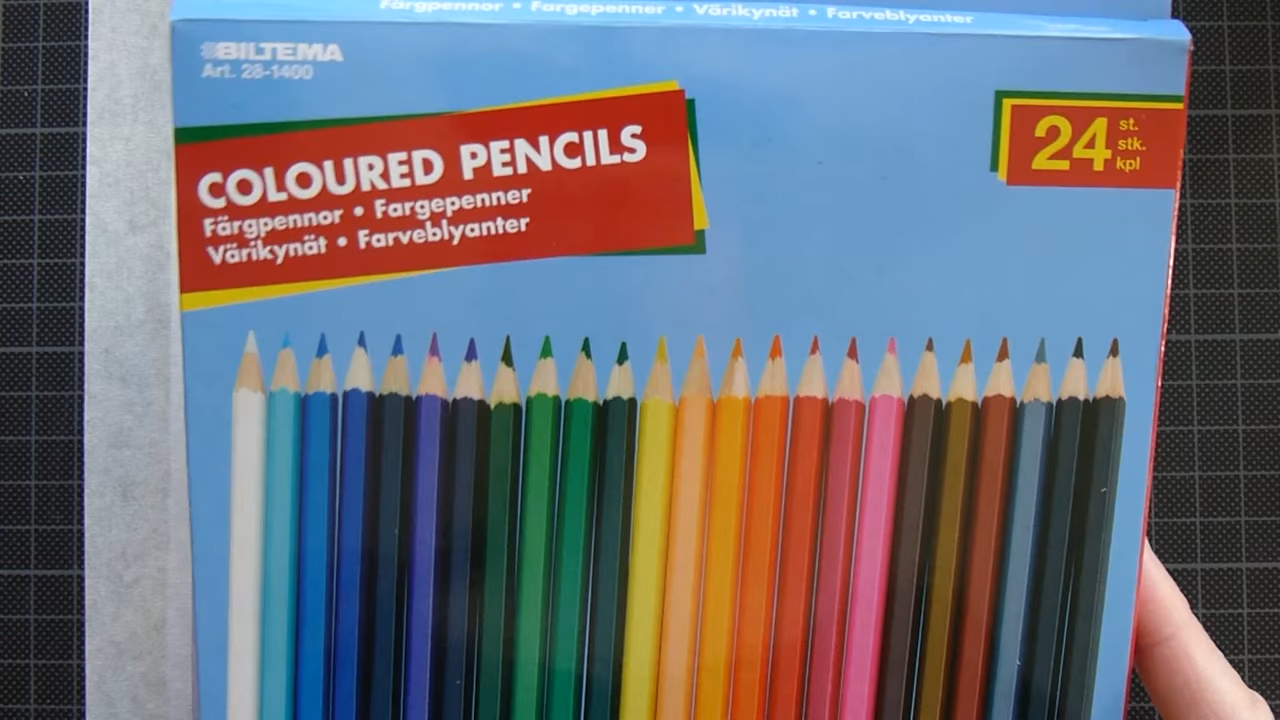 Färgpennor • Fargepenner • Värikynät • Farveblyanter
BILTEMA
Art. 28-1400
COLOURED PENCILS
Färgpennor • Fargepenner
Värikynät • Farveblyanter
24
st.
stk.
kpl